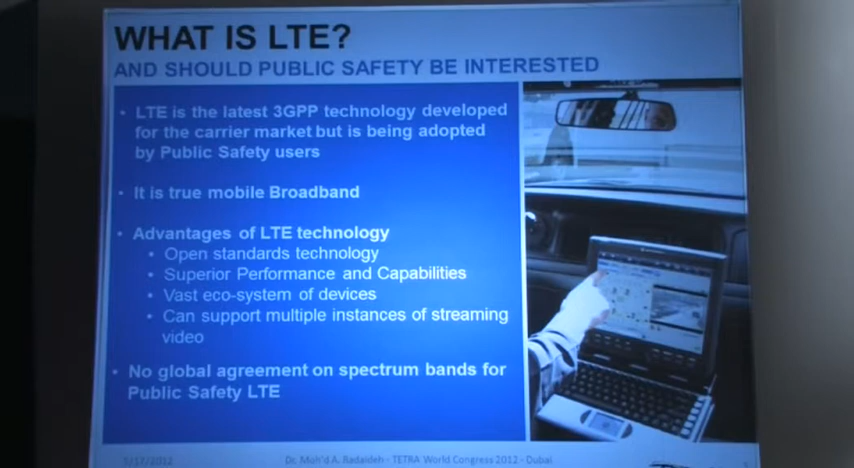 WHAT IS LTE?
AND SHOULD PUBLIC SAFETY BE INTERESTED
• LTE is the latest 3GPP technology developed
for the carrier market but is being adopted
by Public Safety users
• It is true mobile Broadband
• Advantages of LTE technology
• Open standards technology
• Superior Performance and Capabilities
• Vast eco-system of devices
• Can support multiple instances of streaming
video
• No global agreement on spectrum bands for
Public Safety LTE
5/17/2012 Dr. Moh'd A. Radaideh - TETRA World Congress 2012 - Dubai